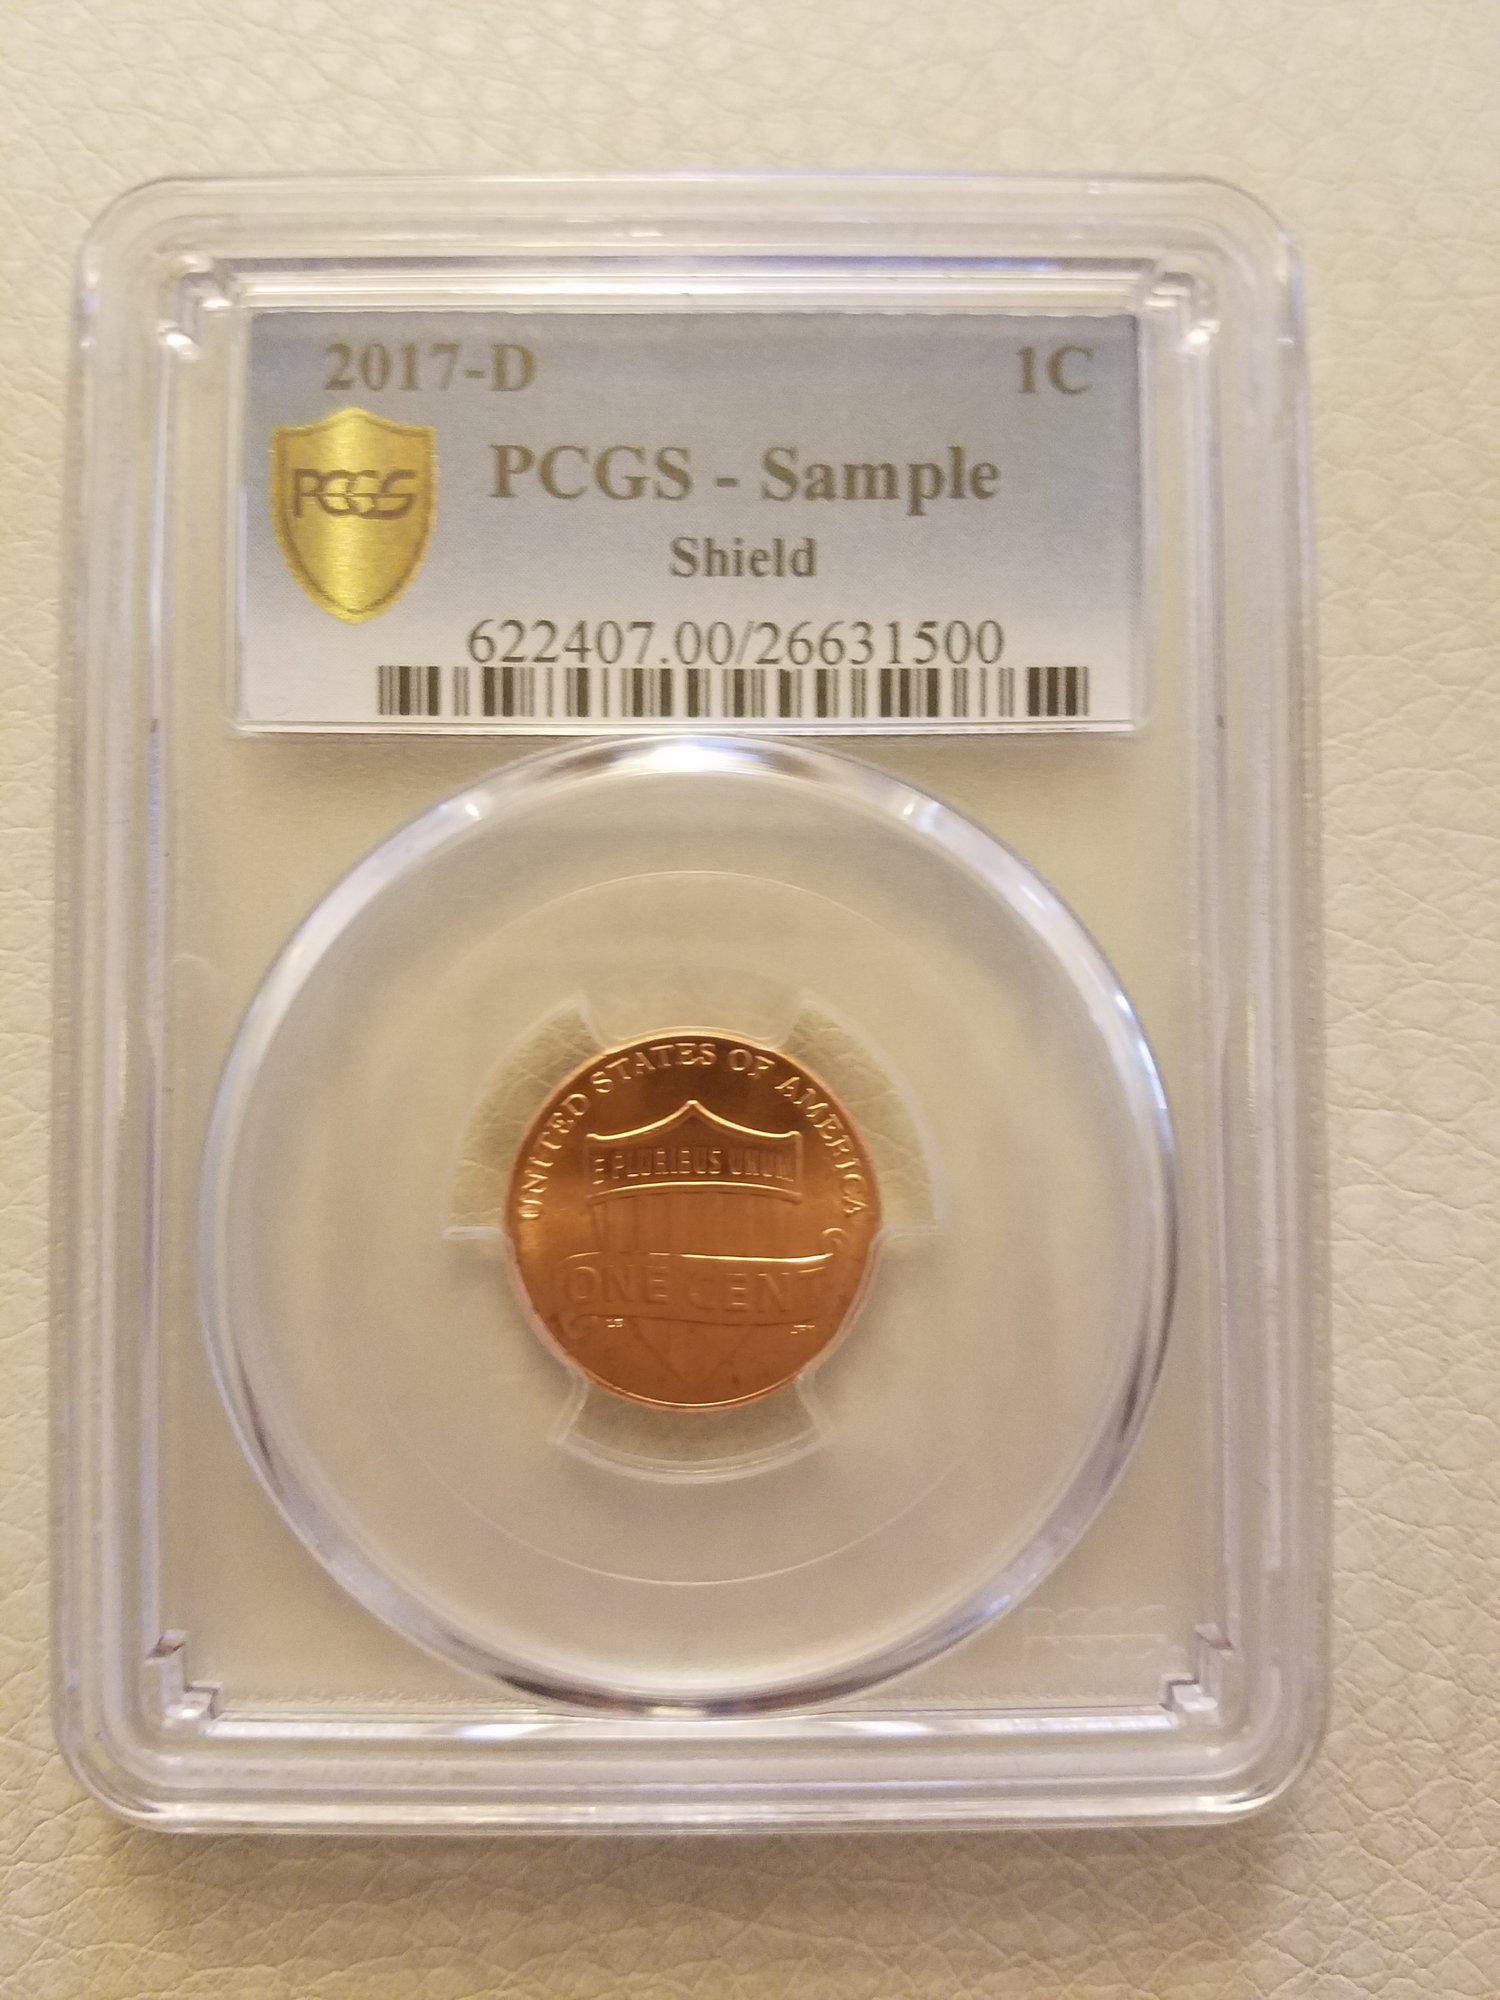 2017-D 1C
PCGS
PCGS - Sample
Shield
622407.00/26631500
UNITED STATES OF AMERICA
E PLURIBUS UNUM
ONE CENT